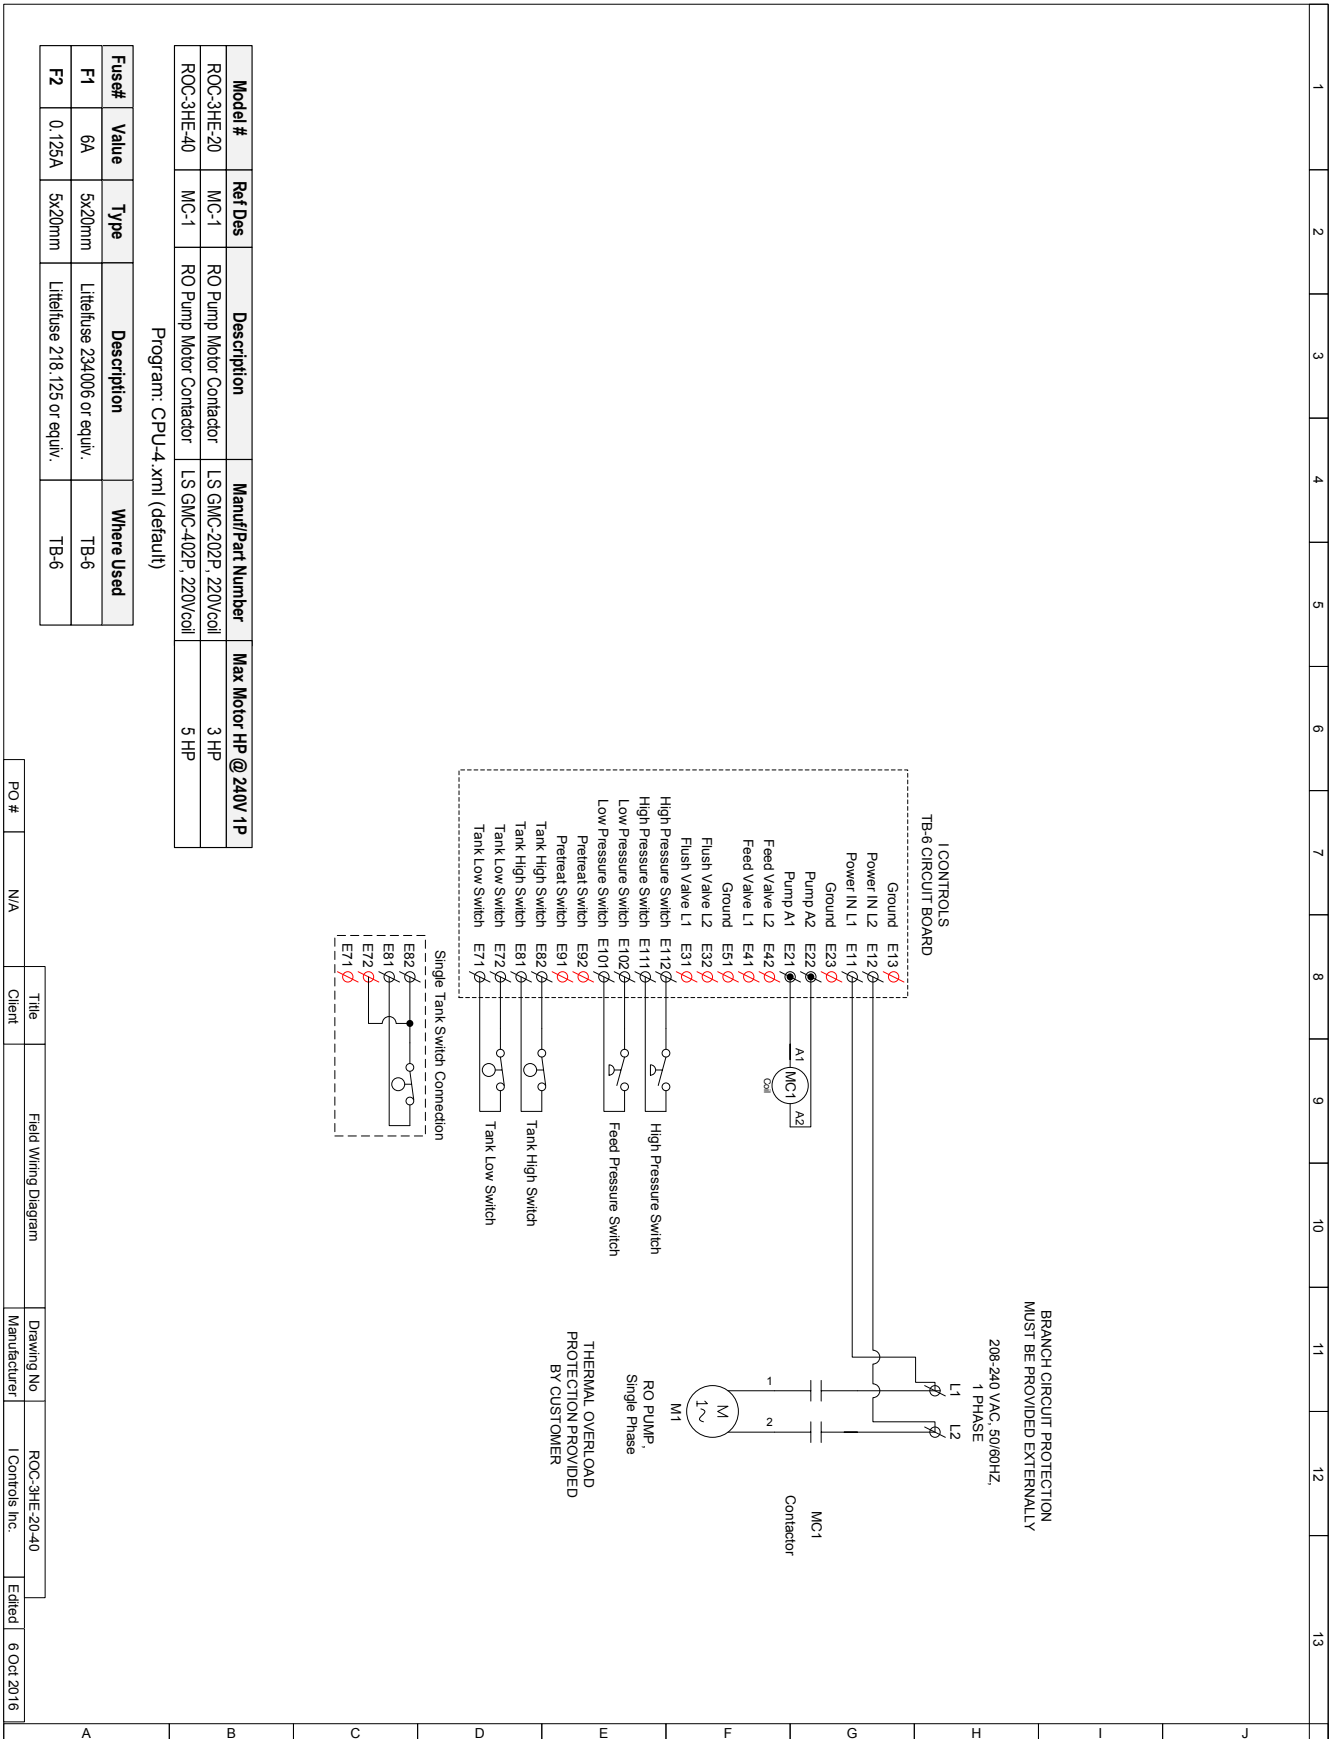 1 2 3 4 5 6 7 8 9 10 11 12 13
J
I
H
G
F
E
D
C
B
A
BRANCH CIRCUIT PROTECTION
MUST BE PROVIDED EXTERNALLY
208-240 VAC, 50/60HZ,
1 PHASE
L1 L2
I CONTROLS
TB-6 CIRCUIT BOARD
Ground E13
Power IN L2 E12
Power IN L1 E11
Ground E23
Pump A2 E22
Pump A1 E21
Feed Valve L2 E42
Feed Valve L1 E41
Ground E51
Flush Valve L2 E32
Flush Valve L1 E31
High Pressure Switch E112
High Pressure Switch E111
Low Pressure Switch E102
Low Pressure Switch E101
Pretreat Switch E92
Pretreat Switch E91
Tank High Switch E82
Tank High Switch E81
Tank Low Switch E72
Tank Low Switch E71
A1 MC1 A2
Coil
High Pressure Switch
Feed Pressure Switch
Tank High Switch
Tank Low Switch
MC1
Contactor
1
2
M
1~
M1
RO PUMP,
Single Phase
THERMAL OVERLOAD
PROTECTION PROVIDED
BY CUSTOMER
Single Tank Switch Connection
E82
E81
E72
E71
Model # Ref Des Description Manuf/Part Number Max Motor HP @ 240V 1P
ROC-3HE-20 MC-1 RO Pump Motor Contactor LS GMC-202P, 220Vcoil 3 HP
ROC-3HE-40 MC-1 RO Pump Motor Contactor LS GMC-402P, 220Vcoil 5 HP
Program: CPU-4.xml (default)
Fuse# Value Type Description Where Used
F1 6A 5x20mm Littelfuse 234006 or equiv. TB-6
F2 0.125A 5x20mm Littelfuse 218.125 or equiv. TB-6
Title Field Wiring Diagram Drawing No ROC-3HE-20-40
PO # N/A Client Manufacturer I Controls Inc. Edited 6 Oct 2016